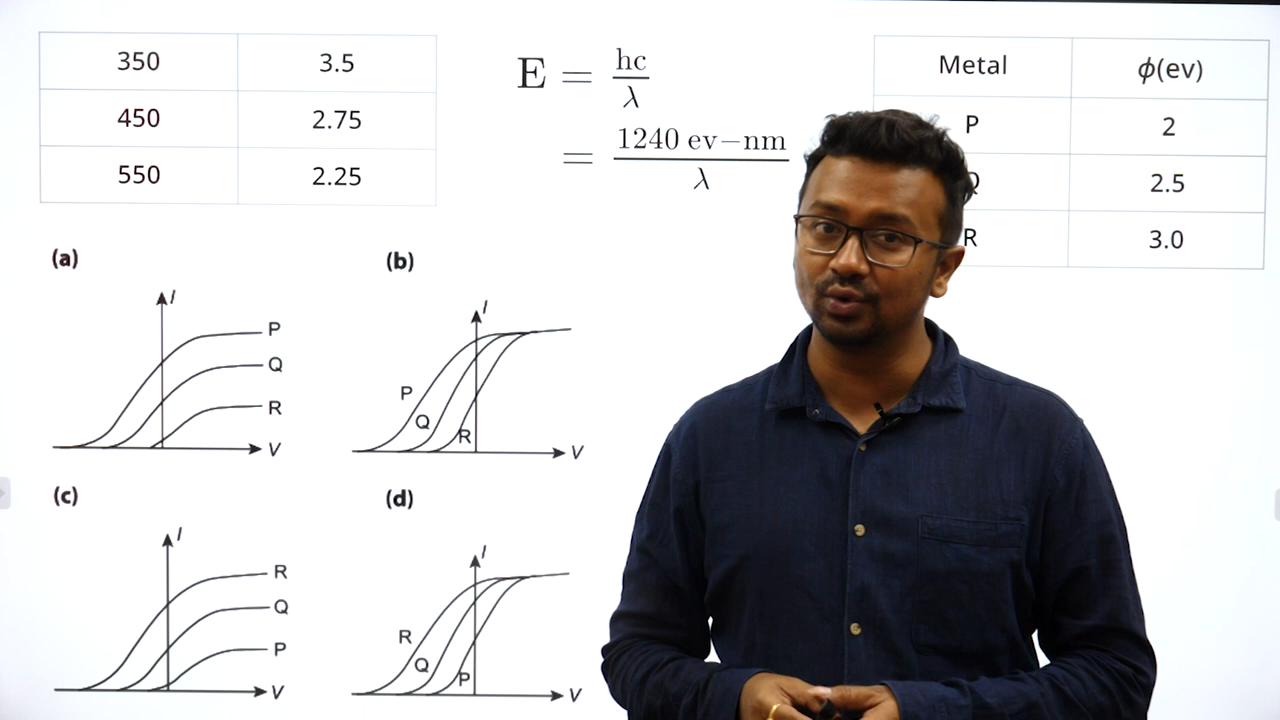 350 3.5
450 2.75
550 2.25
E = hc/λ
= 1240 ev−nm/λ
Metal ϕ(ev)
P 2
Q 2.5
R 3.0
(a)
I
P
Q
R
V
(b)
I
P
Q
R
V
(c)
I
R
Q
P
V
(d)
I
R
Q
P
V